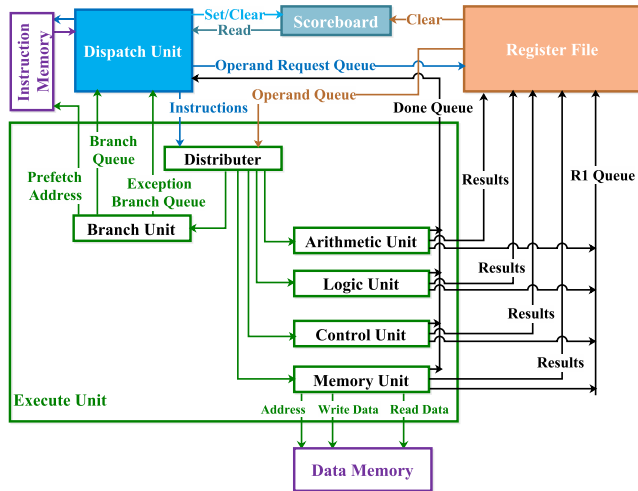 Instruction
Memory
Dispatch Unit
Set/Clear
Read
Scoreboard
Clear
Register File
Operand Request Queue
Operand Queue
Done Queue
Instructions
Branch
Queue
Prefetch
Address
Exception
Branch Queue
Distributer
Branch Unit
Results
R1 Queue
Arithmetic Unit
Results
Logic Unit
Results
Control Unit
Results
Memory Unit
Execute Unit
Address
Write Data
Read Data
Data Memory